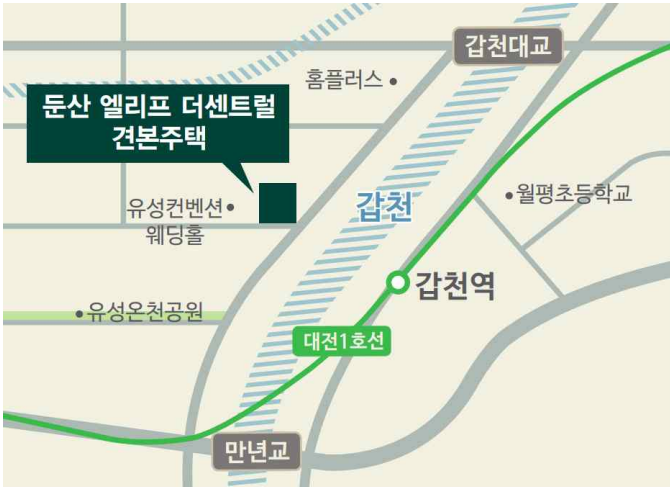 갑천대교
홈플러스
둔산 엘리프 더센트럴
견본주택
유성컨벤션
웨딩홀
갑천
월평초등학교
갑천역
유성온천공원
대전1호선
만년교